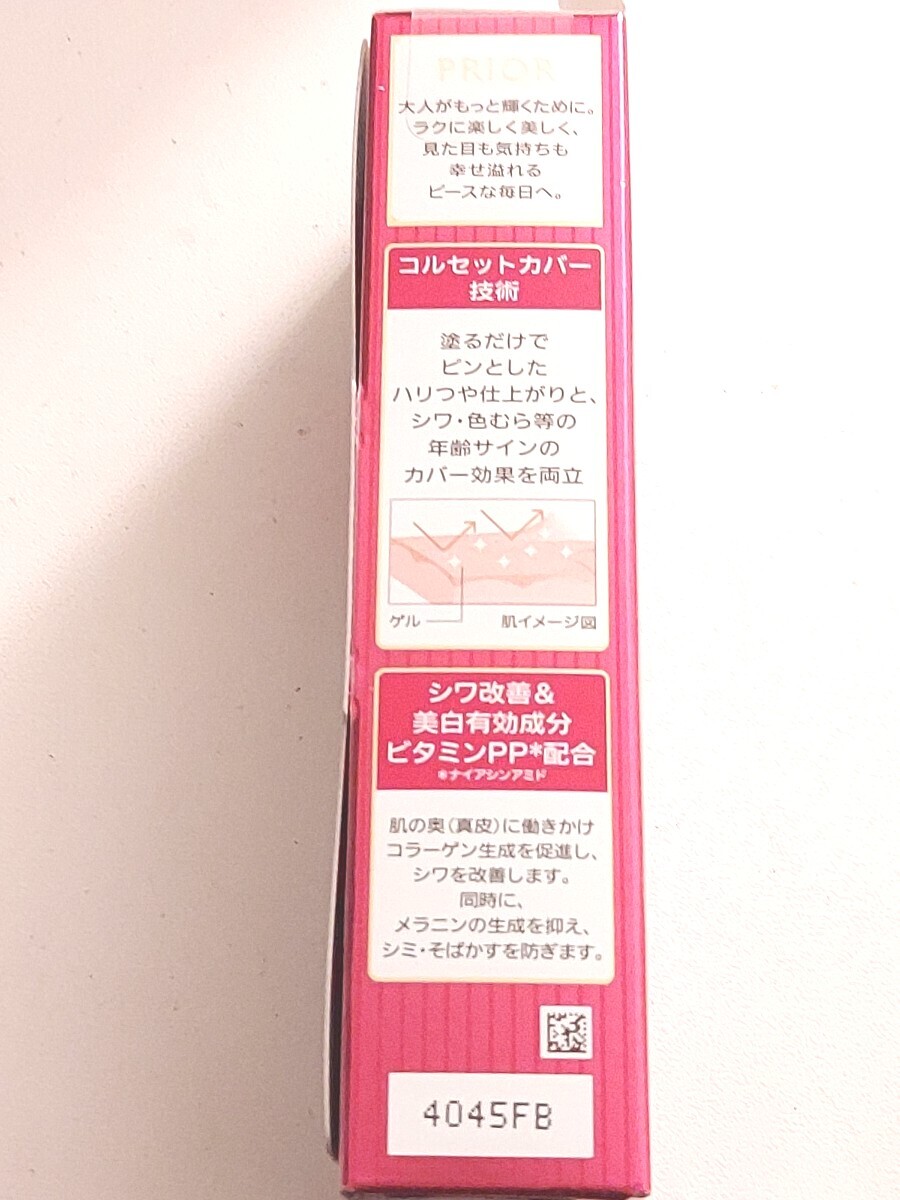 PRIOR
大人がもっと輝くために。
ラクに楽しく美しく、
見た目も気持ちも
幸せ溢れる
ピースな毎日へ。
コルセットカバー
技術
塗るだけで
ピンとした
ハリつや仕上がりと、
シワ・色むら等の
年齢サインの
カバー効果を両立
ゲル
肌イメージ図
シワ改善&
美白有効成分
ビタミンPP*配合
*ナイアシンアミド
肌の奥(真皮)に働きかけ
コラーゲン生成を促進し、
シワを改善します。
同時に、
メラニンの生成を抑え、
シミ・そばかすを防ぎます。
4045FB